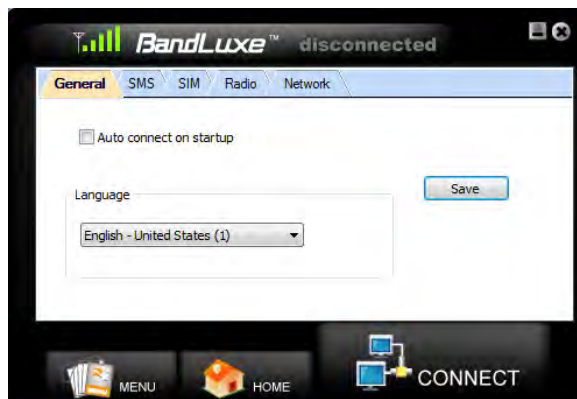 BandLuxe™ disconnected
General SMS SIM Radio Network
Auto connect on startup
Language
Save
English - United States (1)
MENU HOME CONNECT